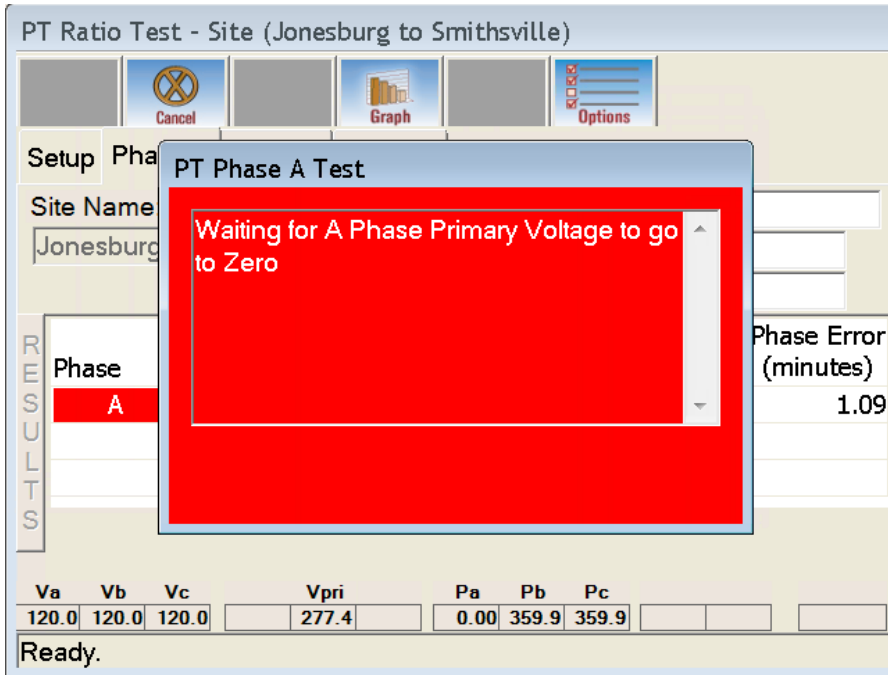 PT Ratio Test - Site (Jonesburg to Smithsville)
Cancel
Graph
Options
Setup Pha
PT Phase A Test
Site Name
Jonesburg
Waiting for A Phase Primary Voltage to go
to Zero
RESULTS
Phase
Phase Error
(minutes)
A 1.09
Va Vb Vc Vpri Pa Pb Pc
120.0 120.0 120.0 277.4 0.00 359.9 359.9
Ready.